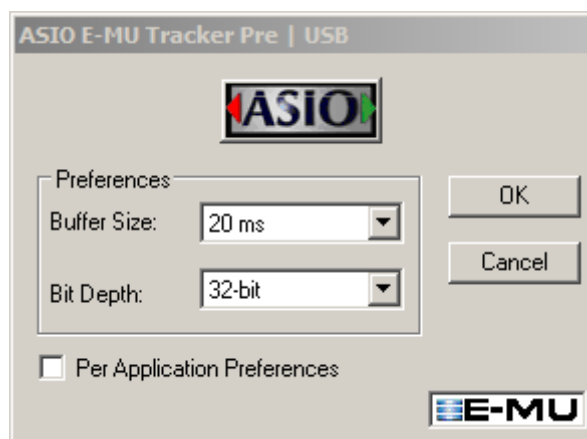 ASIO E-MU Tracker Pre | USB
ASIO
Preferences
Buffer Size: 20 ms
OK
Bit Depth: 32-bit
Cancel
Per Application Preferences
E-MU